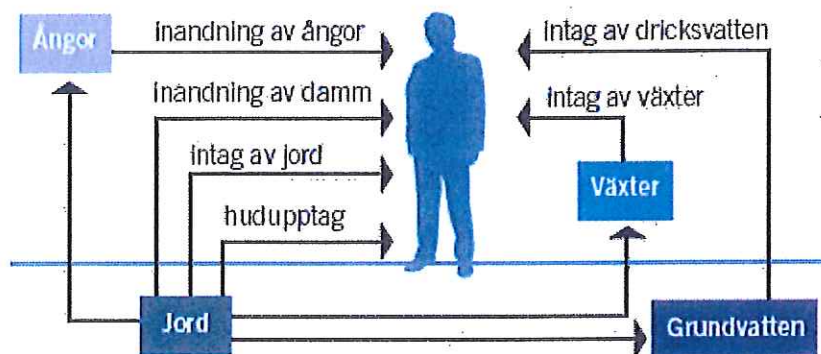 Ångor
inandning av ångor
intag av dricksvatten
inandning av damm
intag av växter
intag av jord
Växter
hudupptag
Jord
Grundvatten